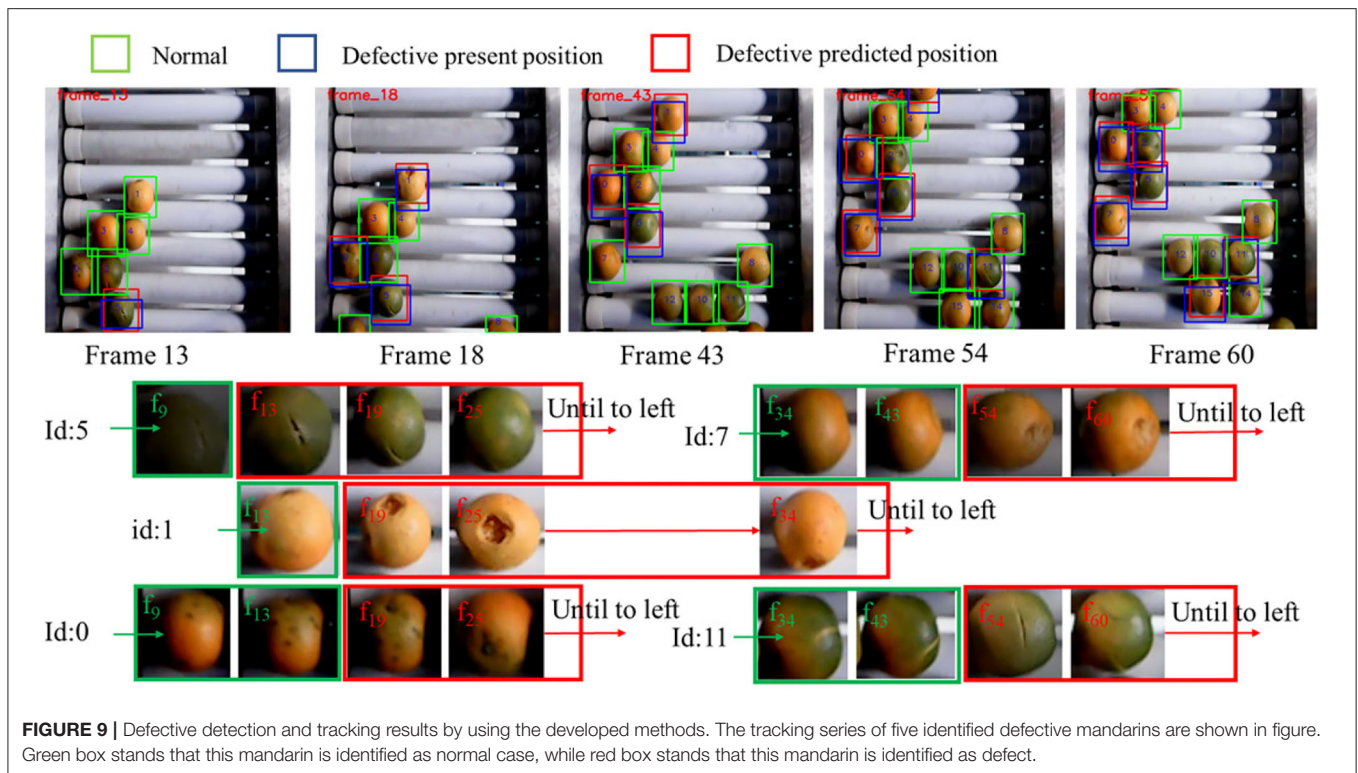 Normal Defective present position Defective predicted position
frame_13 frame_18 frame_43 frame_54
Frame 13 Frame 18 Frame 43 Frame 54 Frame 60
Id:5 f9 f13 f19 f25 Until to left Id:7 f34 f43 f54 f60 Until to left
id:1 f13 f19 f25 f34 Until to left
Id:0 f9 f13 f19 f25 Until to left Id:11 f34 f43 f54 f60 Until to left
FIGURE 9 | Defective detection and tracking results by using the developed methods. The tracking series of five identified defective mandarins are shown in figure.
Green box stands that this mandarin is identified as normal case, while red box stands that this mandarin is identified as defect.